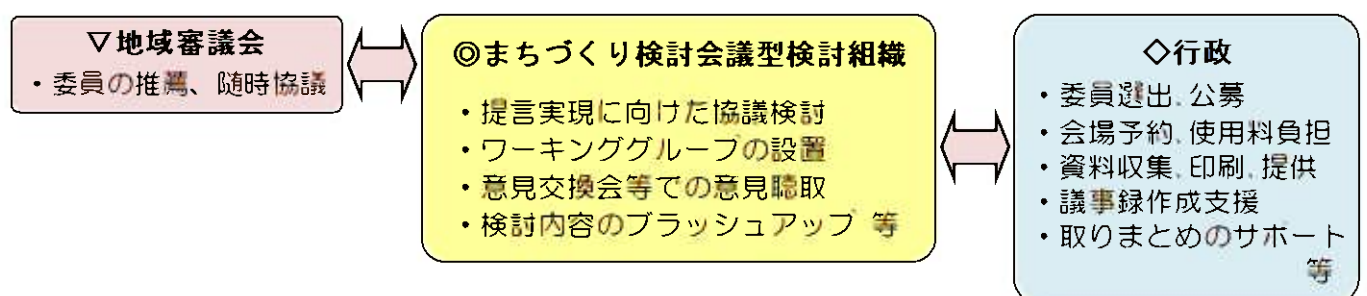 ▽地域審議会
・委員の推薦、随時協議
◎まちづくり検討会議型検討組織
・提言実現に向けた協議検討
・ワーキンググループの設置
・意見交換会等での意見聴取
・検討内容のブラッシュアップ 等
◇行政
・委員選出、公募
・会場予約、使用料負担
・資料収集、印刷、提供
・議事録作成支援
・取りまとめのサポート
等